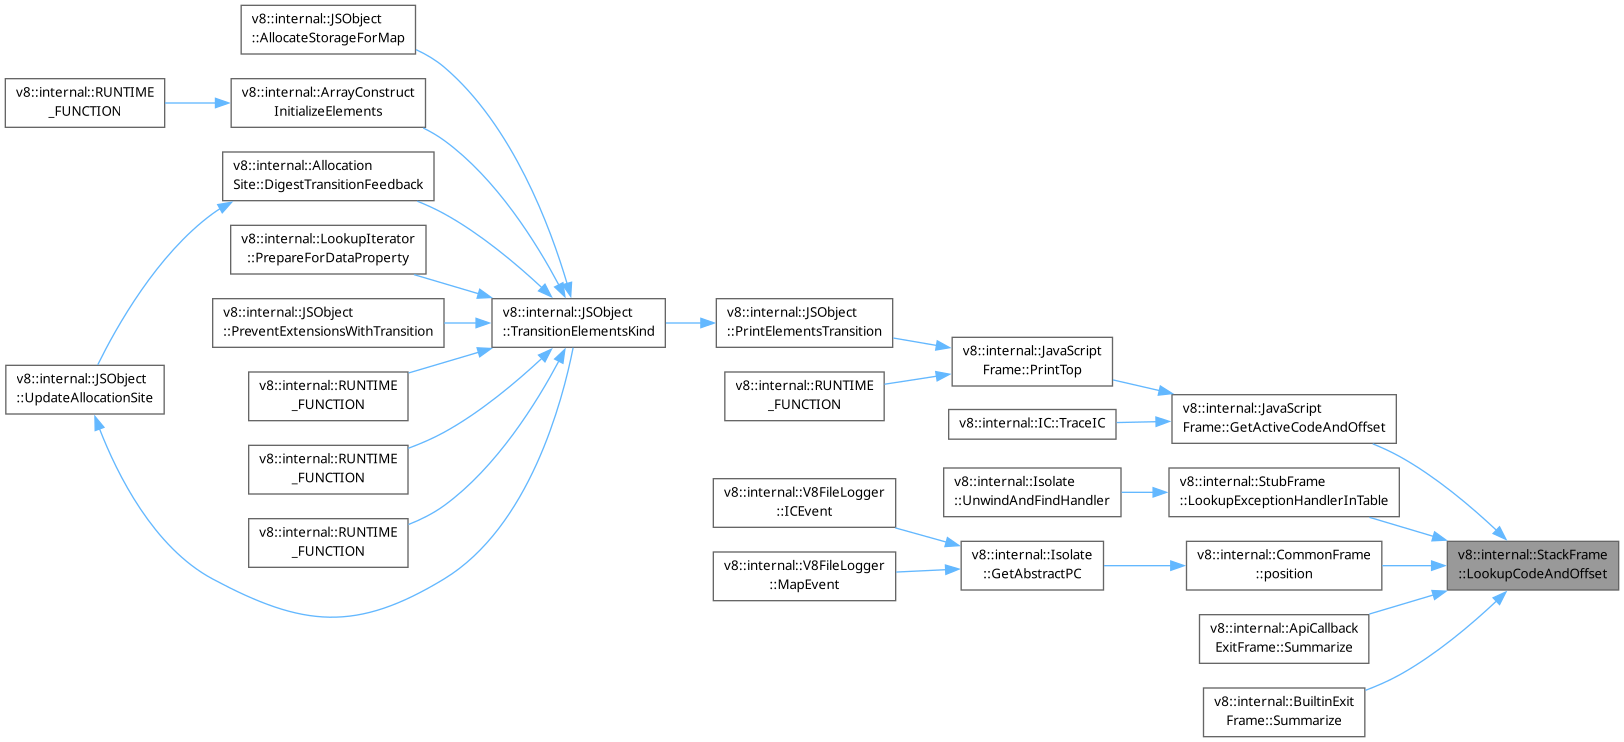 v8::internal::JSObject
::AllocateStorageForMap
v8::internal::RUNTIME
_FUNCTION
v8::internal::ArrayConstruct
InitializeElements
v8::internal::Allocation
Site::DigestTransitionFeedback
v8::internal::LookupIterator
::PrepareForDataProperty
v8::internal::JSObject
::PreventExtensionsWithTransition
v8::internal::JSObject
::TransitionElementsKind
v8::internal::JSObject
::PrintElementsTransition
v8::internal::JavaScript
Frame::PrintTop
v8::internal::JSObject
::UpdateAllocationSite
v8::internal::RUNTIME
_FUNCTION
v8::internal::RUNTIME
_FUNCTION
v8::internal::JavaScript
Frame::GetActiveCodeAndOffset
v8::internal::IC::TraceIC
v8::internal::RUNTIME
_FUNCTION
v8::internal::V8FileLogger
::ICEvent
v8::internal::Isolate
::UnwindAndFindHandler
v8::internal::StubFrame
::LookupExceptionHandlerInTable
v8::internal::RUNTIME
_FUNCTION
v8::internal::V8FileLogger
::MapEvent
v8::internal::Isolate
::GetAbstractPC
v8::internal::CommonFrame
::position
v8::internal::StackFrame
::LookupCodeAndOffset
v8::internal::ApiCallback
ExitFrame::Summarize
v8::internal::BuiltinExit
Frame::Summarize